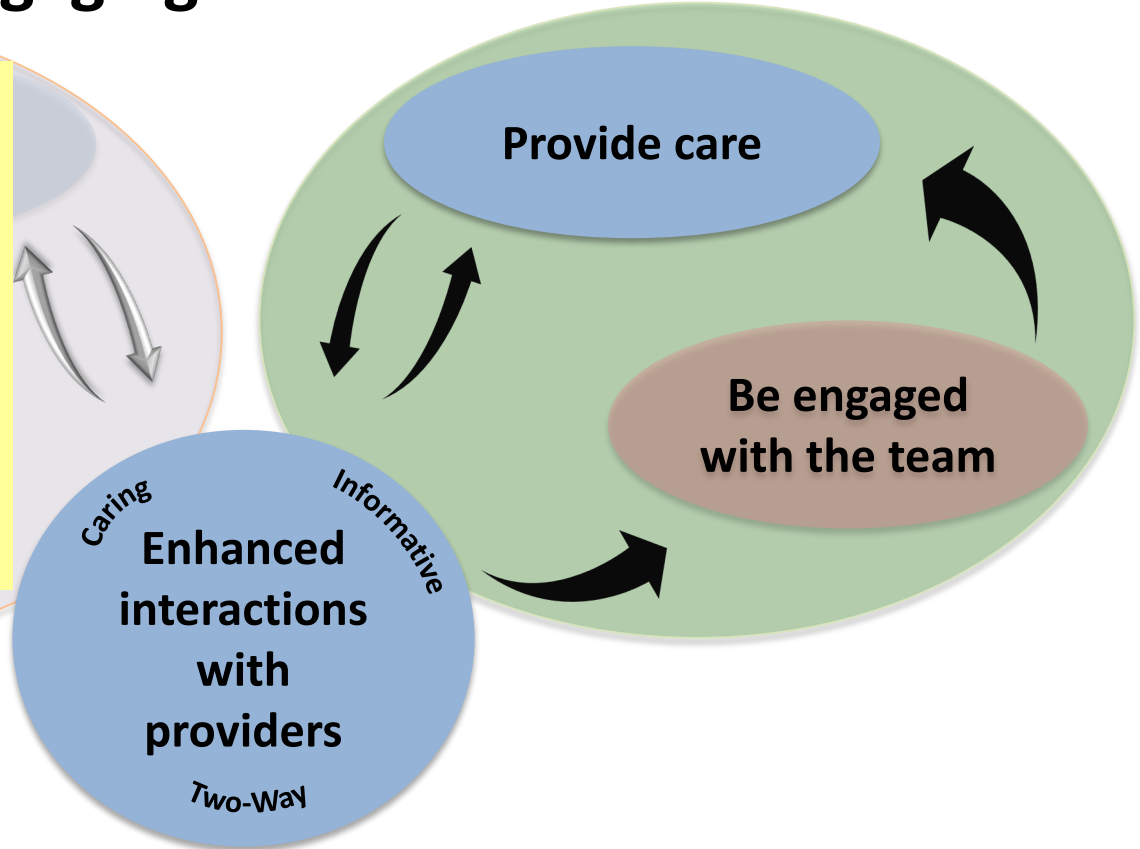 Provide care
Be engaged
with the team
Caring
Informative
Enhanced
interactions
with
providers
Two-Way